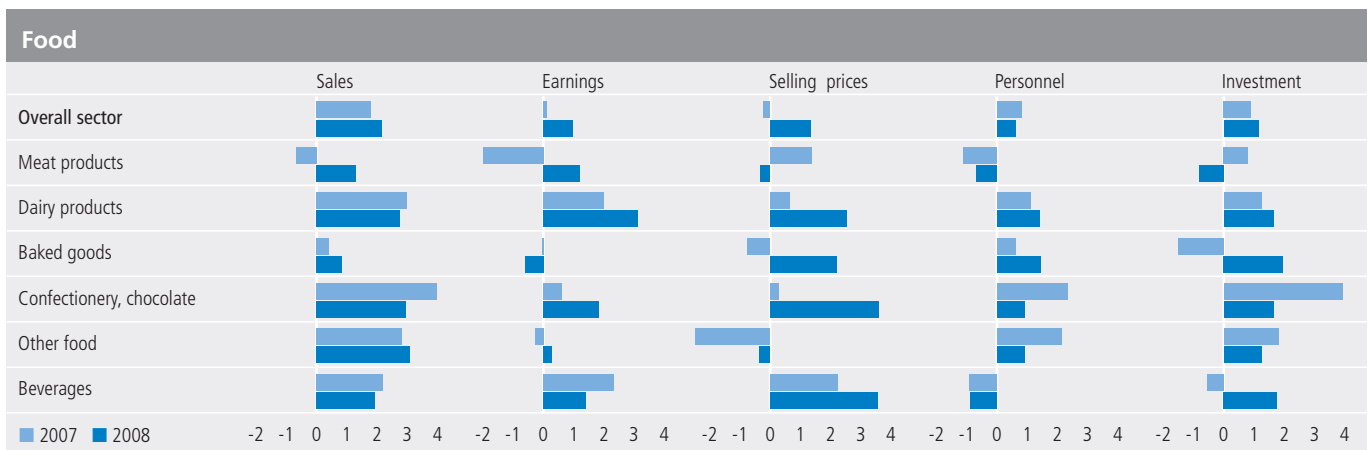 Food
Sales Earnings Selling prices Personnel Investment
Overall sector
Meat products
Dairy products
Baked goods
Confectionery, chocolate
Other food
Beverages
2007 2008 -2 -1 0 1 2 3 4 -2 -1 0 1 2 3 4 -2 -1 0 1 2 3 4 -2 -1 0 1 2 3 4 -2 -1 0 1 2 3 4